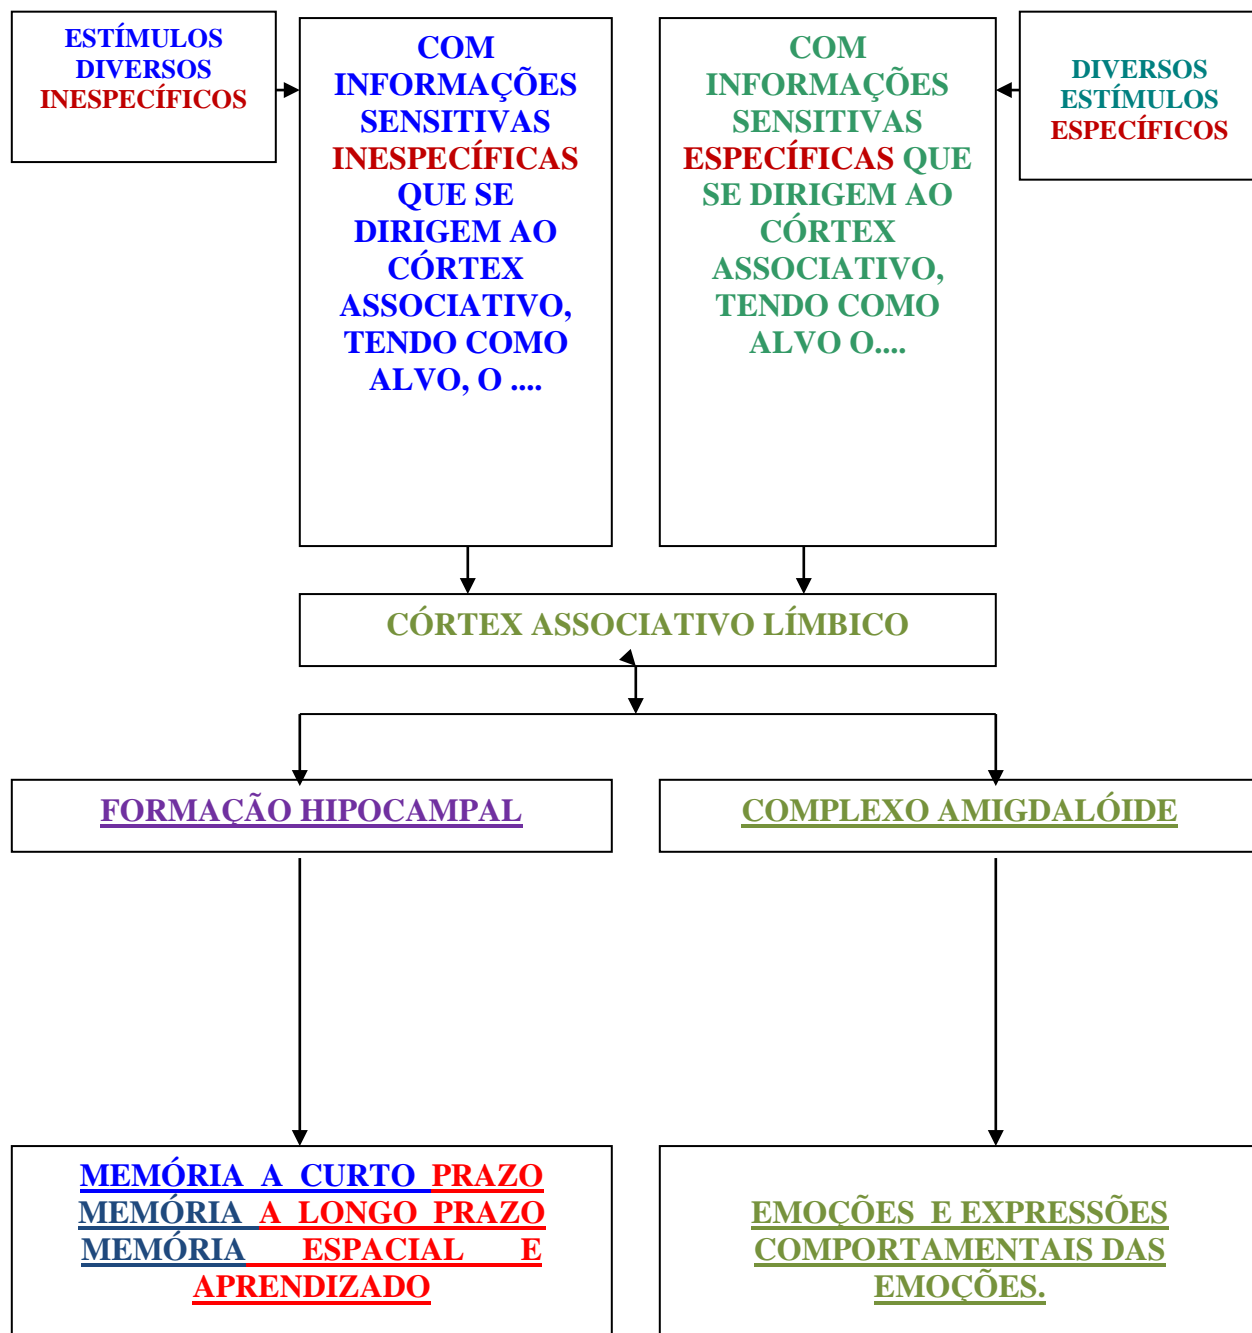 ESTÍMULOS
DIVERSOS
INESPECÍFICOS
COM
INFORMAÇÕES
SENSITIVAS
INESPECÍFICAS
QUE SE
DIRIGEM AO
CÓRTEX
ASSOCIATIVO,
TENDO COMO
ALVO, O ....
COM
INFORMAÇÕES
SENSITIVAS
ESPECÍFICAS QUE
SE DIRIGEM AO
CÓRTEX
ASSOCIATIVO,
TENDO COMO
ALVO O....
DIVERSOS
ESTÍMULOS
ESPECÍFICOS
CÓRTEX ASSOCIATIVO LÍMBICO
FORMAÇÃO HIPOCAMPAL
COMPLEXO AMIGDALÓIDE
MEMÓRIA A CURTO PRAZO
MEMÓRIA A LONGO PRAZO
MEMÓRIA ESPACIAL E
APRENDIZADO
EMOÇÕES E EXPRESSÕES
COMPORTAMENTAIS DAS
EMOÇÕES.